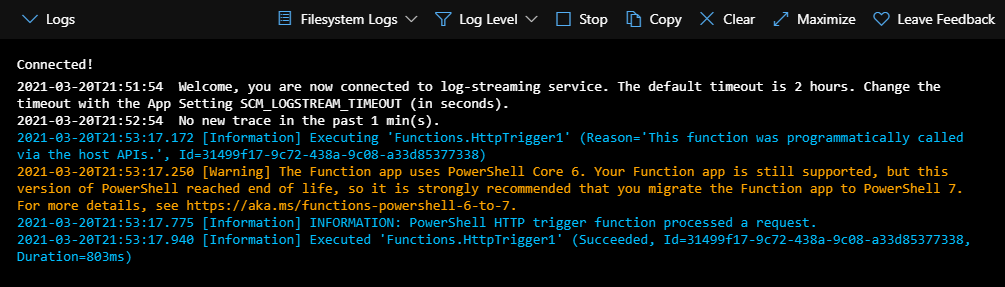 Logs
Filesystem Logs
Log Level
Stop
Copy
Clear
Maximize
Leave Feedback
Connected!
2021-03-20T21:51:54  Welcome, you are now connected to log-streaming service. The default timeout is 2 hours. Change the
timeout with the App Setting SCM_LOGSTREAM_TIMEOUT (in seconds).
2021-03-20T21:52:54  No new trace in the past 1 min(s).
2021-03-20T21:53:17.172 [Information] Executing 'Functions.HttpTrigger1' (Reason='This function was programmatically called
via the host APIs.', Id=31499f17-9c72-438a-9c08-a33d85377338)
2021-03-20T21:53:17.250 [Warning] The Function app uses PowerShell Core 6. Your Function app is still supported, but this
version of PowerShell reached end of life, so it is strongly recommended that you migrate the Function app to PowerShell 7.
For more details, see https://aka.ms/functions-powershell-6-to-7.
2021-03-20T21:53:17.775 [Information] INFORMATION: PowerShell HTTP trigger function processed a request.
2021-03-20T21:53:17.940 [Information] Executed 'Functions.HttpTrigger1' (Succeeded, Id=31499f17-9c72-438a-9c08-a33d85377338,
Duration=803ms)